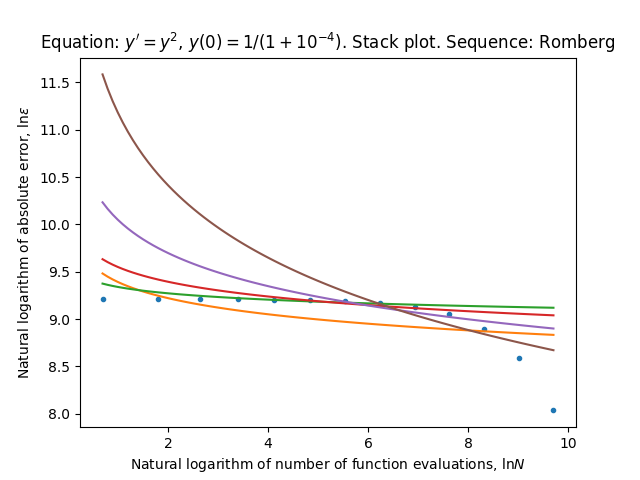 Equation: $y' = y^2$, $y(0) = 1/(1 + 10^{-4})$. Stack plot. Sequence: Romberg
Natural logarithm of absolute error, lnε
11.5
11.0
10.5
10.0
9.5
9.0
8.5
8.0
2 4 6 8 10
Natural logarithm of number of function evaluations, lnN